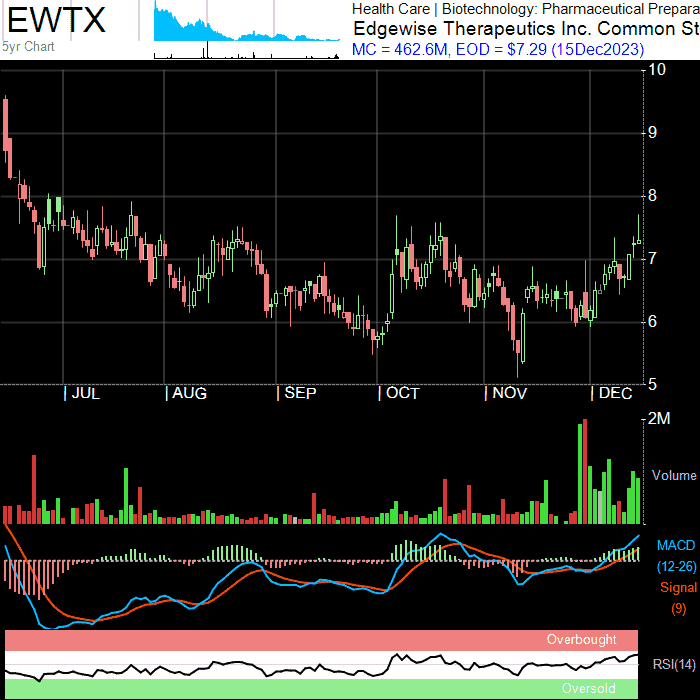 EWTX
5yr Chart
Health Care | Biotechnology: Pharmaceutical Prepara
Edgewise Therapeutics Inc. Common St
MC = 462.6M, EOD = $7.29 (15Dec2023)
10
9
8
7
6
5
| JUL | AUG | SEP | OCT | NOV | DEC
2M
Volume
MACD
(12-26)
Signal
(9)
Overbought
RSI(14)
Oversold